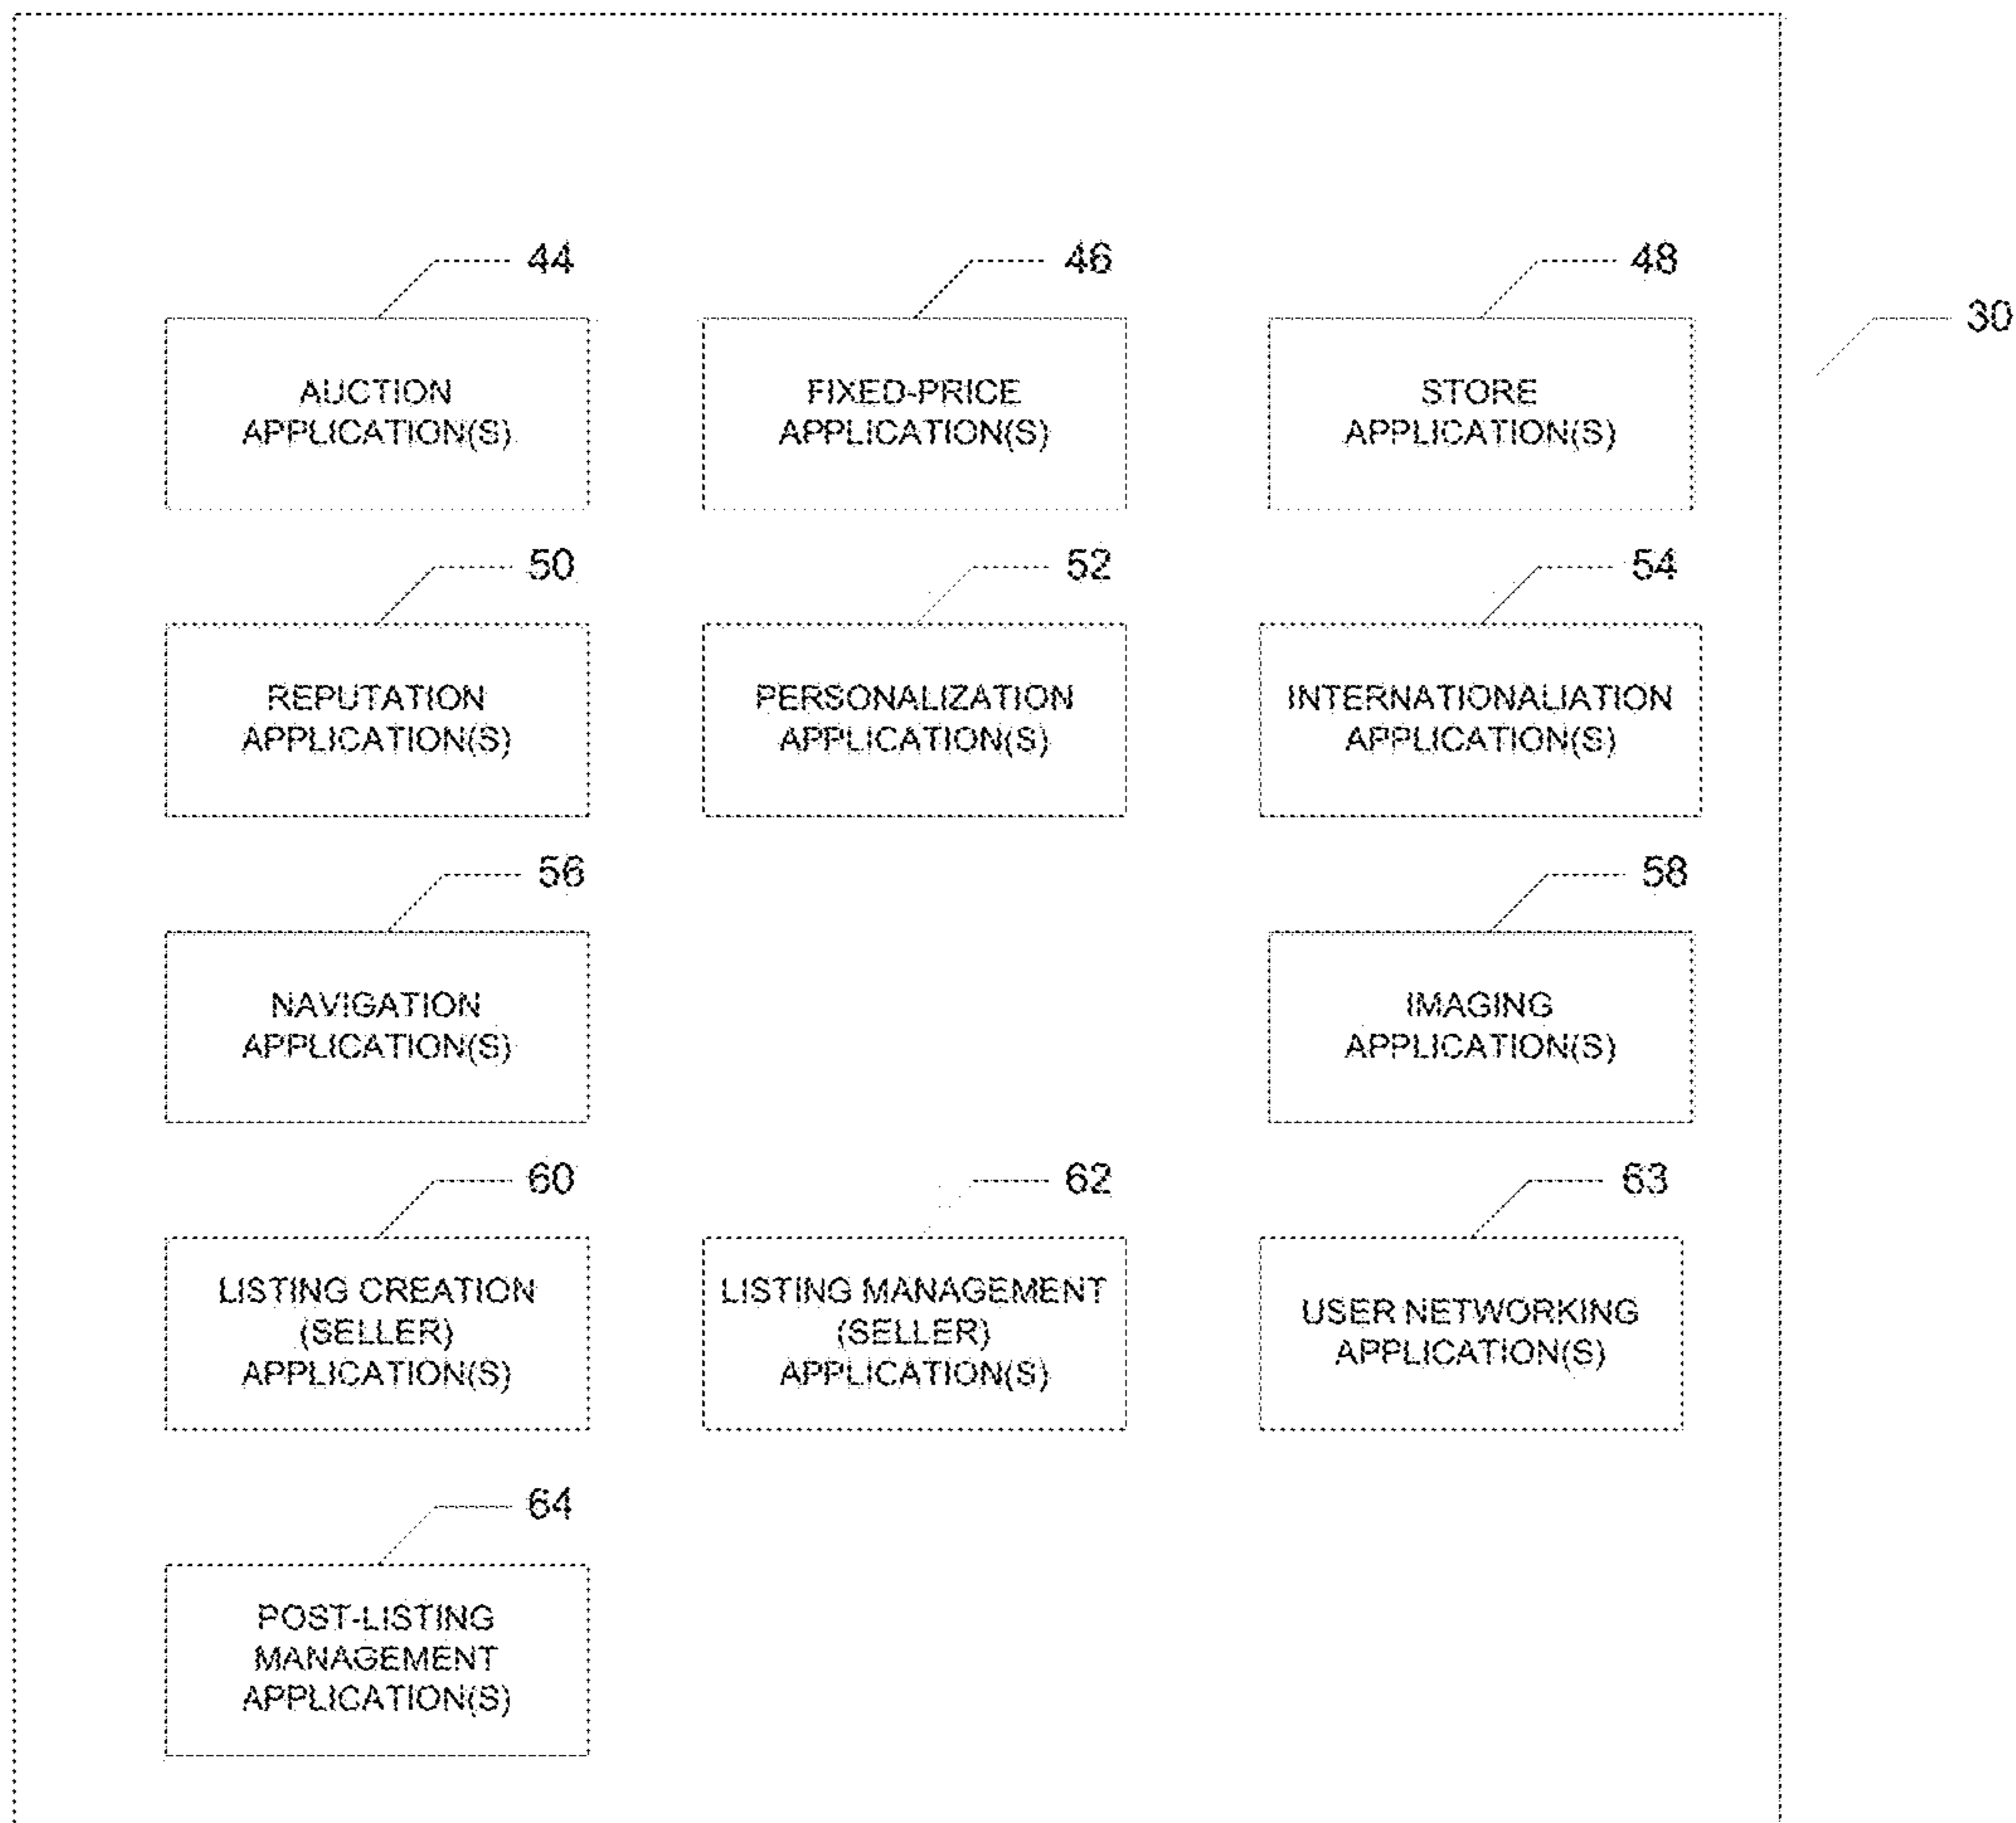 44
46
48
30
AUCTION
APPLICATION(S)
FIXED-PRICE
APPLICATION(S)
STORE
APPLICATION(S)
50
52
54
REPUTATION
APPLICATION(S)
PERSONALIZATION
APPLICATION(S)
INTERNATIONALIATION
APPLICATION(S)
56
58
NAVIGATION
APPLICATION(S)
IMAGING
APPLICATION(S)
60
62
63
LISTING CREATION
(SELLER)
APPLICATION(S)
LISTING MANAGEMENT
(SELLER)
APPLICATION(S)
USER NETWORKING
APPLICATION(S)
64
POST-LISTING
MANAGEMENT
APPLICATION(S)